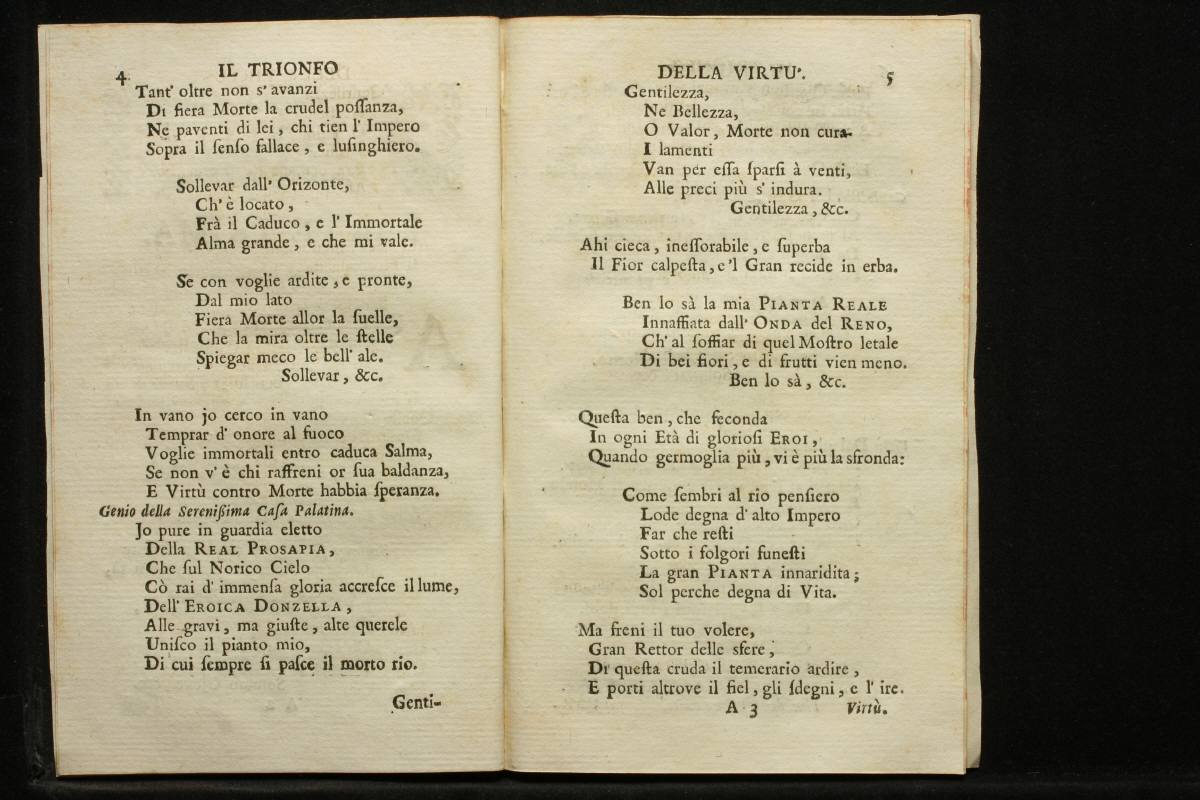 4. IL TRIONFO
Tant' oltre non s' avanzi
Di fiera Morte la crudel poſſanza,
Ne paventi di lei, chi tien l' Impero
Sopra il ſenſo fallace, e luſinghiero.
Sollevar dall' Orizonte,
Ch' è locato,
Frà il Caduco, e l' Immortale
Alma grande, e che mi vale.
Se con voglie ardite, e pronte,
Dal mio lato
Fiera Morte allor la ſuelle,
Che la mira oltre le ſtelle
Spiegar meco le bell' ale.
Sollevar, &c.
In vano jo cerco in vano
Temprar d' onore al fuoco
Voglie immortali entro caduca Salma,
Se non v' è chi raffreni or ſua baldanza,
E Virtù contro Morte habbia ſperanza.
Genio della Sereniſſima Caſa Palatina.
Jo pure in guardia eletto
Della REAL PROSAPIA,
Che ſul Norico Cielo
Cò rai d' immenſa gloria accreſce il lume,
Dell' EROICA DONZELLA,
Alle gravi, ma giuſte, alte querele
Uniſco il pianto mio,
Di cui ſempre ſi paſce il morto rio.
Genti-
DELLA VIRTU'. 5
Gentilezza,
Ne Bellezza,
O Valor, Morte non cura.
I lamenti
Van per eſſa ſparſi à venti,
Alle preci più s' indura.
Gentilezza, &c.
Ahi cieca, ineſſorabile, e ſuperba
Il Fior calpeſta, e 'l Gran recide in erba.
Ben lo sà la mia PIANTA REALE
Innaffiata dall' ONDA del RENO,
Ch' al ſoffiar di quel Moſtro letale
Di bei fiori, e di frutti vien meno.
Ben lo sà, &c.
Queſta ben, che feconda
In ogni Età di glorioſi EROI,
Quando germoglia più, vi è più la sfronda:
Come ſembri al rio penſiero
Lode degna d' alto Impero
Far che reſti
Sotto i folgori funeſti
La gran PIANTA innaridita;
Sol perche degna di Vita.
Ma freni il tuo volere,
Gran Rettor delle sfere,
Di queſta cruda il temerario ardire,
E porti altrove il fiel, gli ſdegni, e l' ire.
A 3 Virtù.